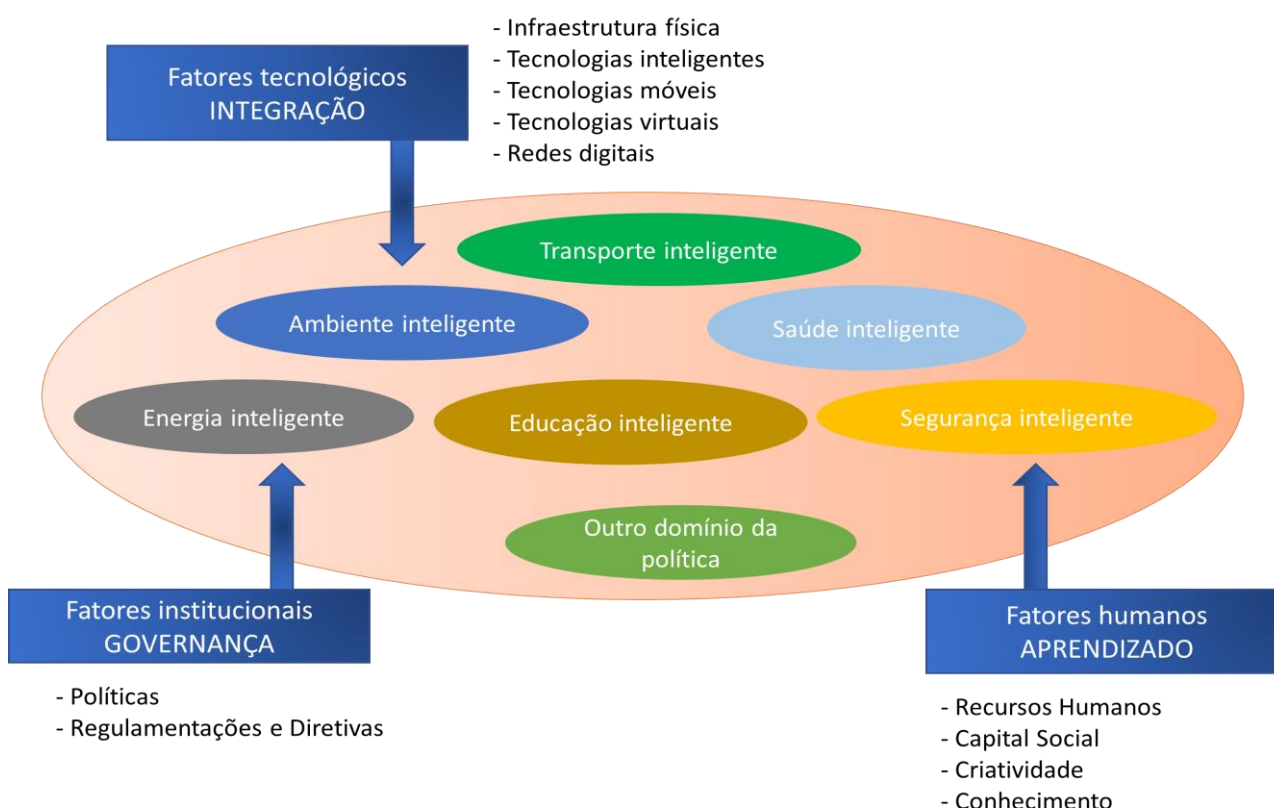 Fatores tecnológicos
INTEGRAÇÃO
- Infraestrutura física
- Tecnologias inteligentes
- Tecnologias móveis
- Tecnologias virtuais
- Redes digitais
Transporte inteligente
Ambiente inteligente
Saúde inteligente
Energia inteligente
Educação inteligente
Segurança inteligente
Outro domínio da
política
Fatores institucionais
GOVERNANÇA
- Políticas
- Regulamentações e Diretivas
Fatores humanos
APRENDIZADO
- Recursos Humanos
- Capital Social
- Criatividade
- Conhecimento